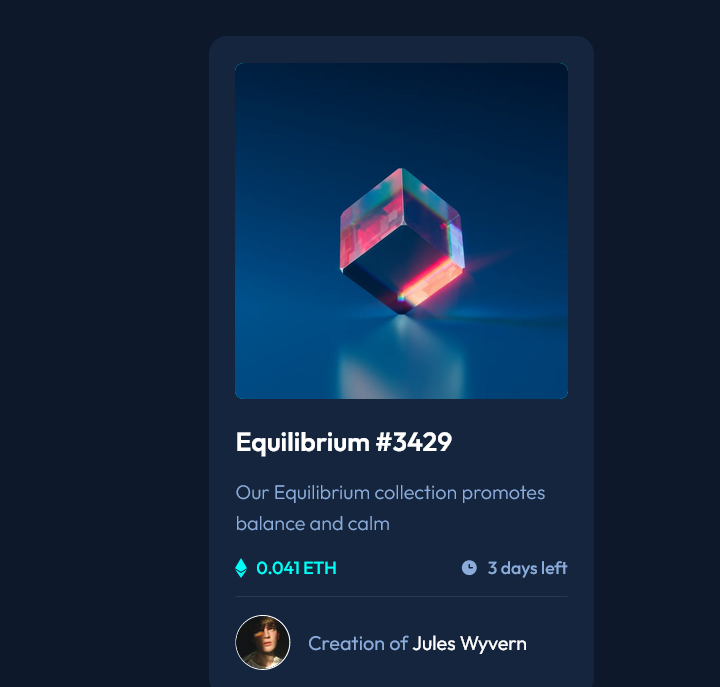 Equilibrium #3429
Our Equilibrium collection promotes
balance and calm
0.041 ETH
3 days left
Creation of Jules Wyvern